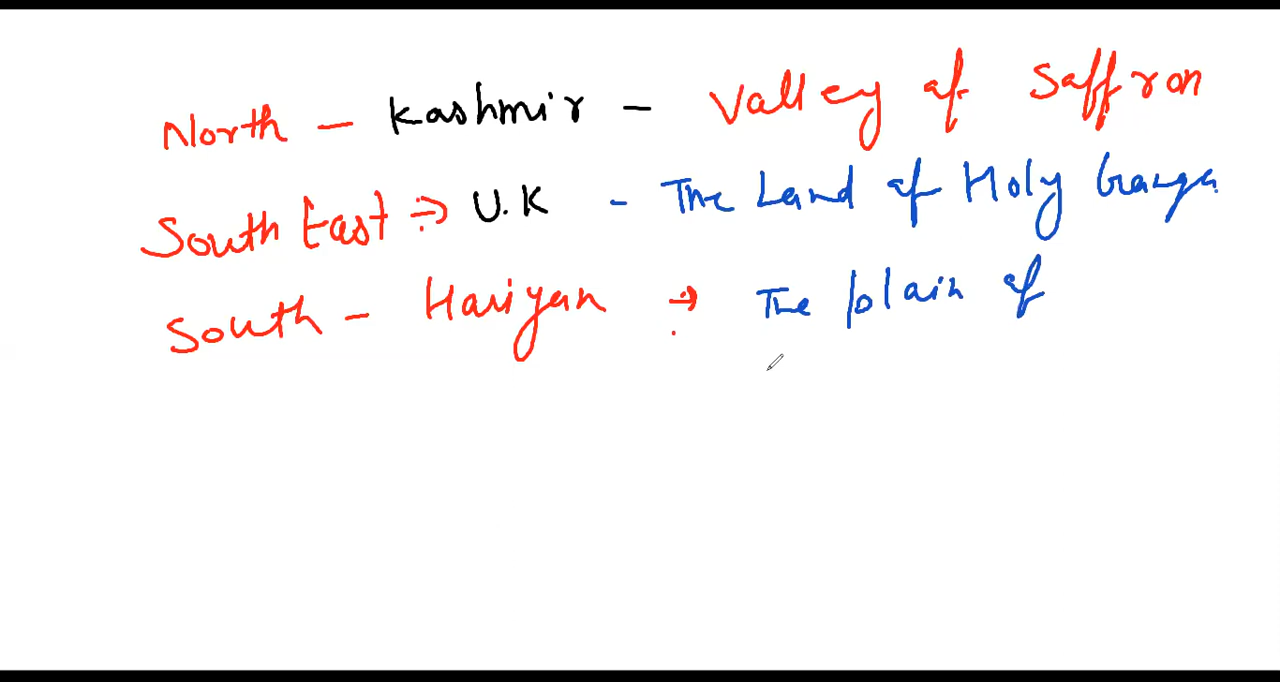 North - Kashmir - Valley of Saffron
South East → U.K - The Land of Holy Ganga
South - Hariyan → The plain of